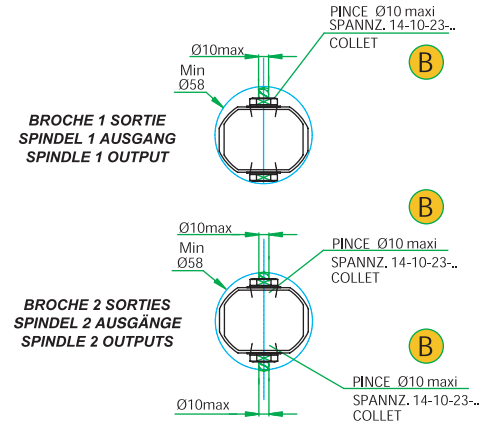 PINCE Ø10 maxi
SPANNZ. 14-10-23-..
COLLET
Ø10max
B
Min
Ø58
BROCHE 1 SORTIE
SPINDEL 1 AUSGANG
SPINDLE 1 OUTPUT
B
Ø10max
PINCE Ø10 maxi
SPANNZ. 14-10-23-..
COLLET
Min
Ø58
BROCHE 2 SORTIES
SPINDEL 2 AUSGÄNGE
SPINDLE 2 OUTPUTS
B
PINCE Ø10 maxi
SPANNZ. 14-10-23-..
COLLET
Ø10max